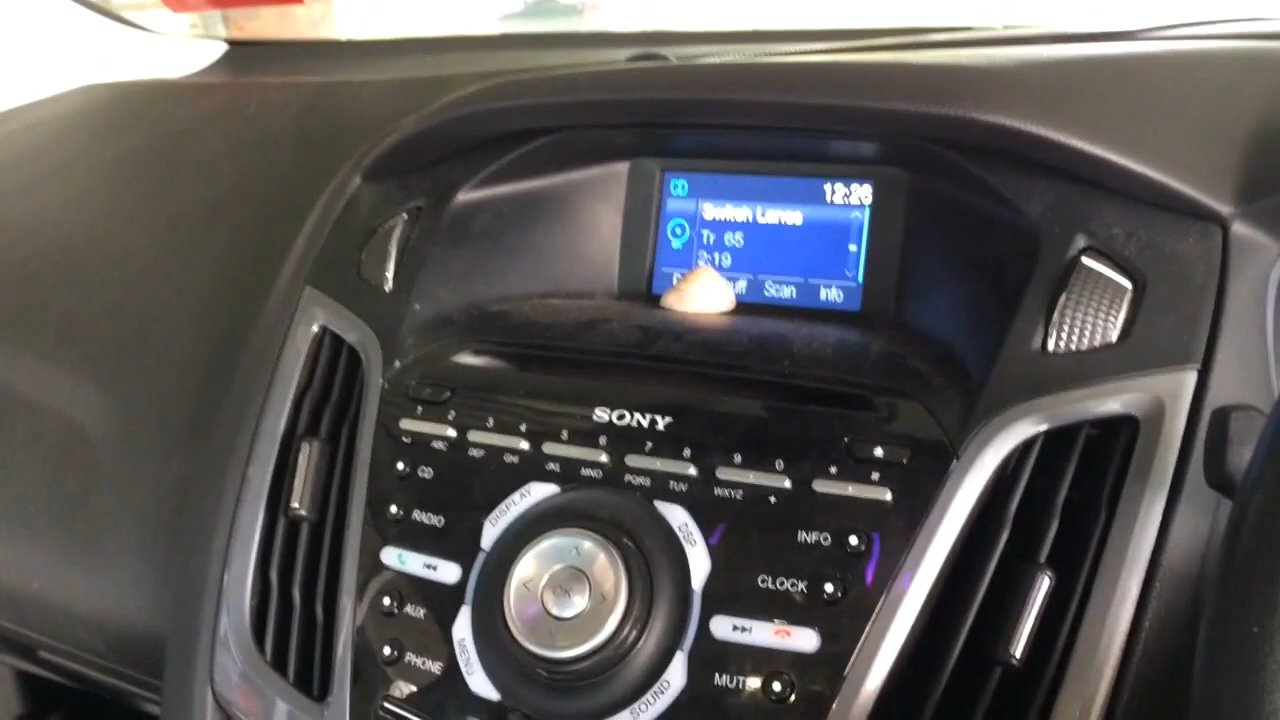 CD 12:26
Switch Lanes
Tr 65
2:19
Scan Info
SONY
1 2 3 4 5 6 7 8 9 0 * #
ABC DEF GHI JKL MNO PQRS TUV WXYZ +
CD
RADIO
AUX
PHONE
DISPLAY
DSP
OK
MENU
SOUND
INFO
CLOCK
MUTE